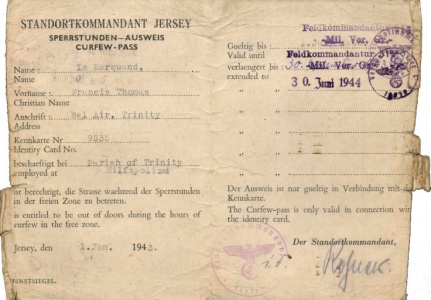 STANDORTKOMMANDANT JERSEY
SPERRSTUNDEN—AUSWEIS
CURFEW-PASS
Name : Le Marquand,
Of
Vorname : Francis Thomas
Christian Name
Anschrift : Bel Air, Trinity
Address
Kennkarte Nr 9535
Identity Card No.
beschaeftigt bei Parish of Trinity
employed at Hilfspolizei
ist berechtigt, die Strasse waehrend der Sperrstunden
in der freien Zone zu betreten.
is entitled to be out of doors during the hours of
curfew in the free zone.
Jersey, den 1. Jan. 1943.
DIENSTSIEGEL.
Feldkommandantur
Gueltig bis : Mil. Ver. Gr.
Valid until Feldkommandantur 515
verlaengert bis : Mil. Ver. Gr.
extended to
30. Juni 1944
Der Ausweis ist nur gueltig in Verbindung mit de
Kennkarte.
The Curfew-pass is only valid in connection with
the identity card.
Der Standortkommandant,